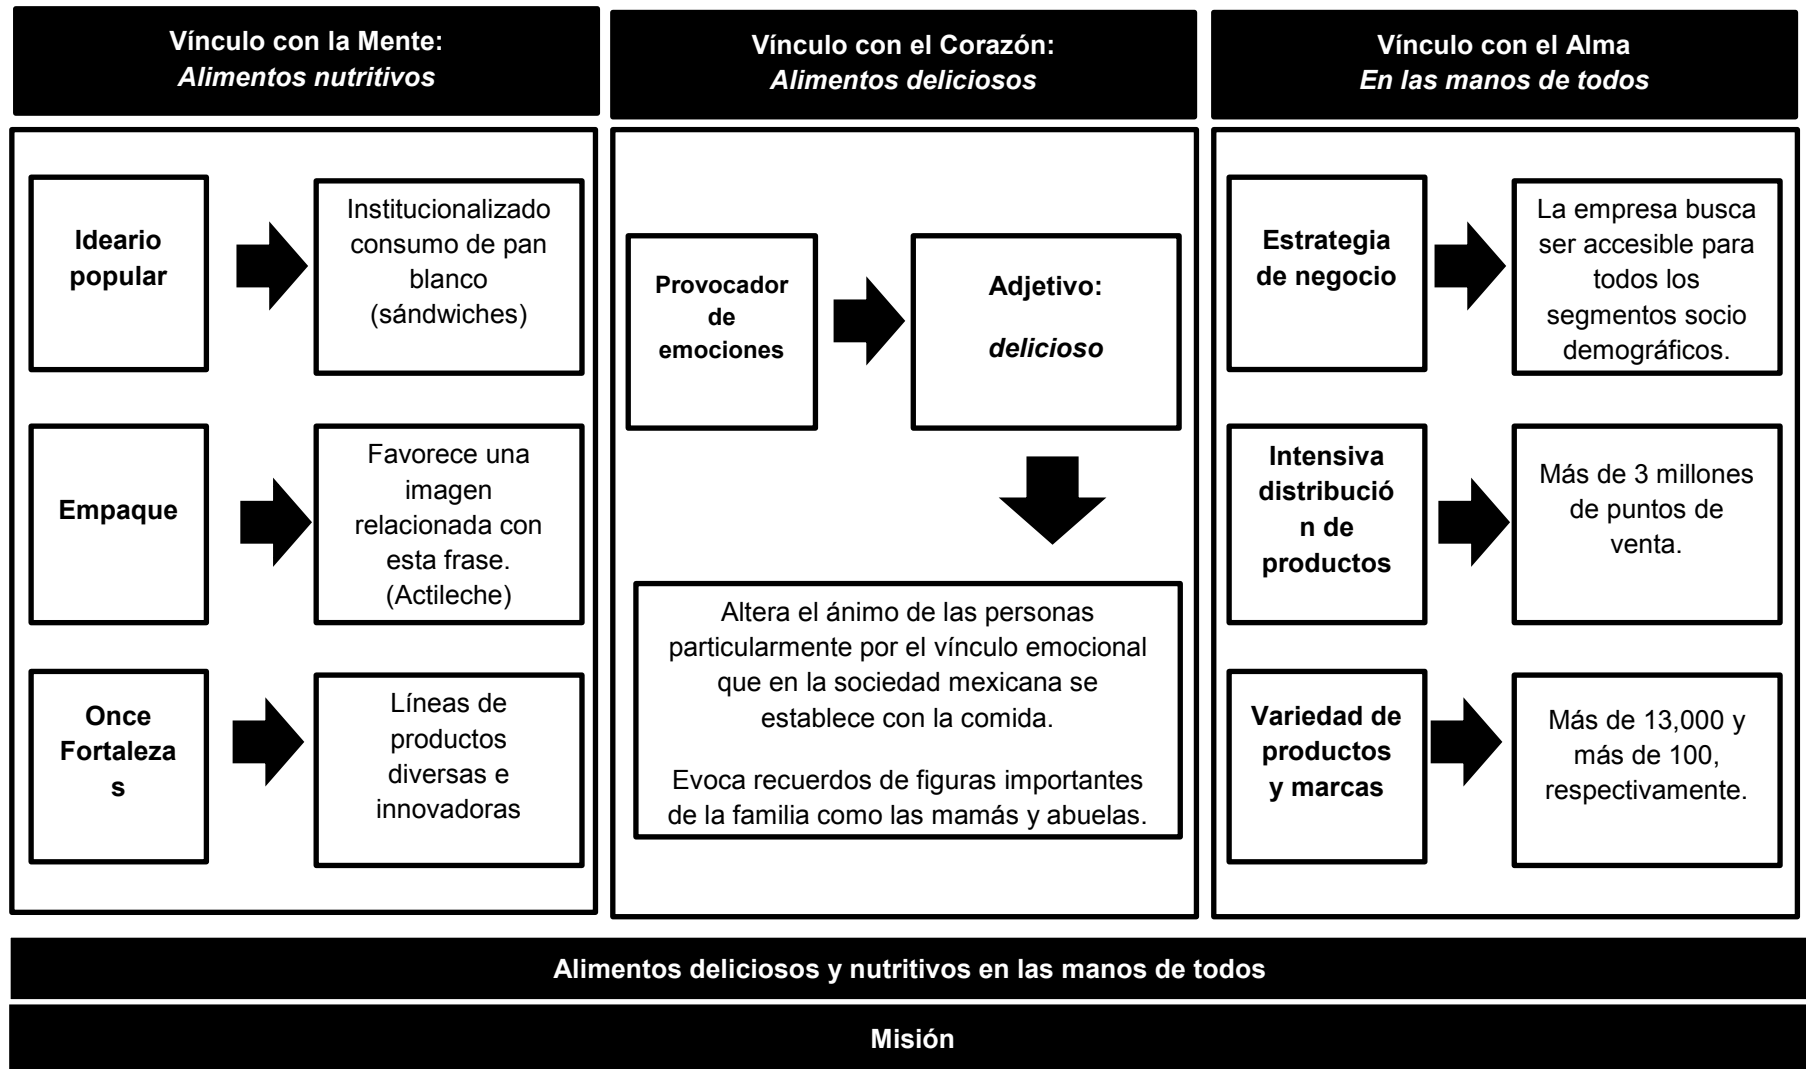 Vínculo con la Mente:
Alimentos nutritivos
Ideario
popular
Institucionalizado
consumo de pan
blanco
(sándwiches)
Empaque
Favorece una
imagen
relacionada con
esta frase.
(Actileche)
Once
Fortaleza
s
Líneas de
productos
diversas e
innovadoras
Vínculo con el Corazón:
Alimentos deliciosos
Provocador
de
emociones
Adjetivo:
delicioso
Altera el ánimo de las personas
particularmente por el vínculo emocional
que en la sociedad mexicana se
establece con la comida.
Evoca recuerdos de figuras importantes
de la familia como las mamás y abuelas.
Vínculo con el Alma
En las manos de todos
Estrategia
de negocio
La empresa busca
ser accesible para
todos los
segmentos socio
demográficos.
Intensiva
distribució
n de
productos
Más de 3 millones
de puntos de
venta.
Variedad de
productos
y marcas
Más de 13,000 y
más de 100,
respectivamente.
Alimentos deliciosos y nutritivos en las manos de todos
Misión